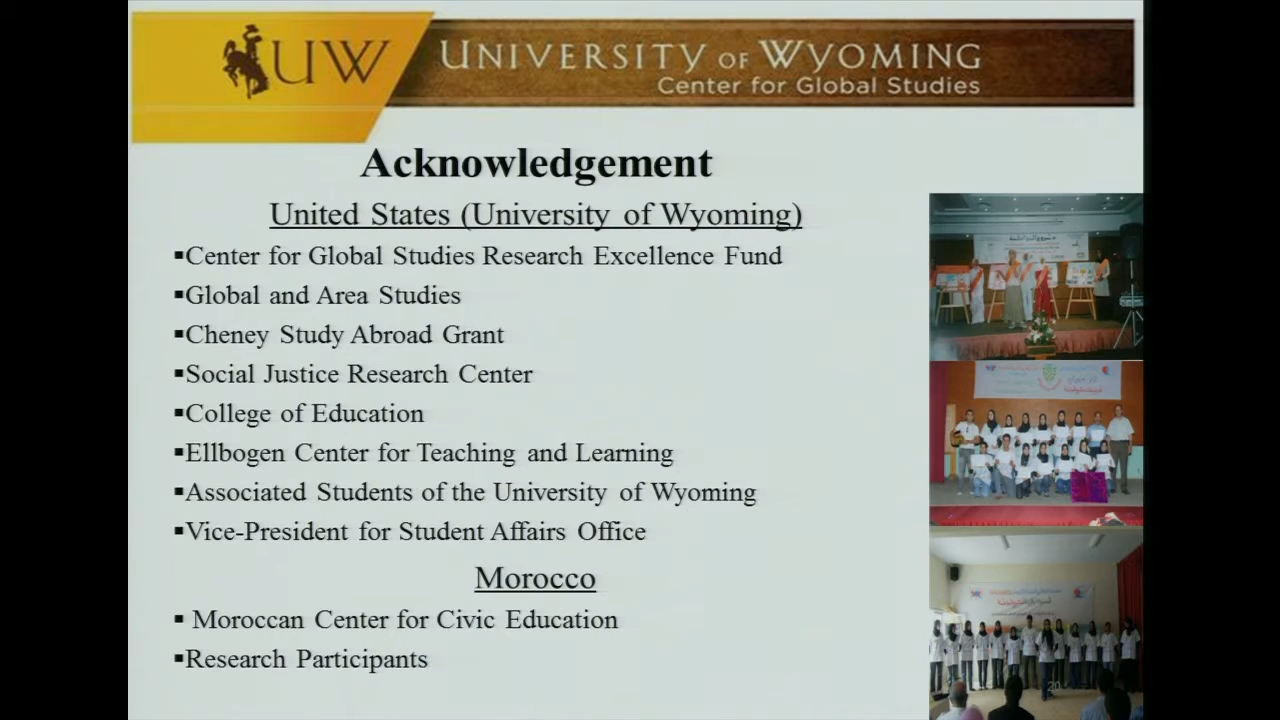 UW
UNIVERSITY OF WYOMING
Center for Global Studies
Acknowledgement
United States (University of Wyoming)
▪Center for Global Studies Research Excellence Fund
▪Global and Area Studies
▪Cheney Study Abroad Grant
▪Social Justice Research Center
▪College of Education
▪Ellbogen Center for Teaching and Learning
▪Associated Students of the University of Wyoming
▪Vice-President for Student Affairs Office
Morocco
▪ Moroccan Center for Civic Education
▪Research Participants